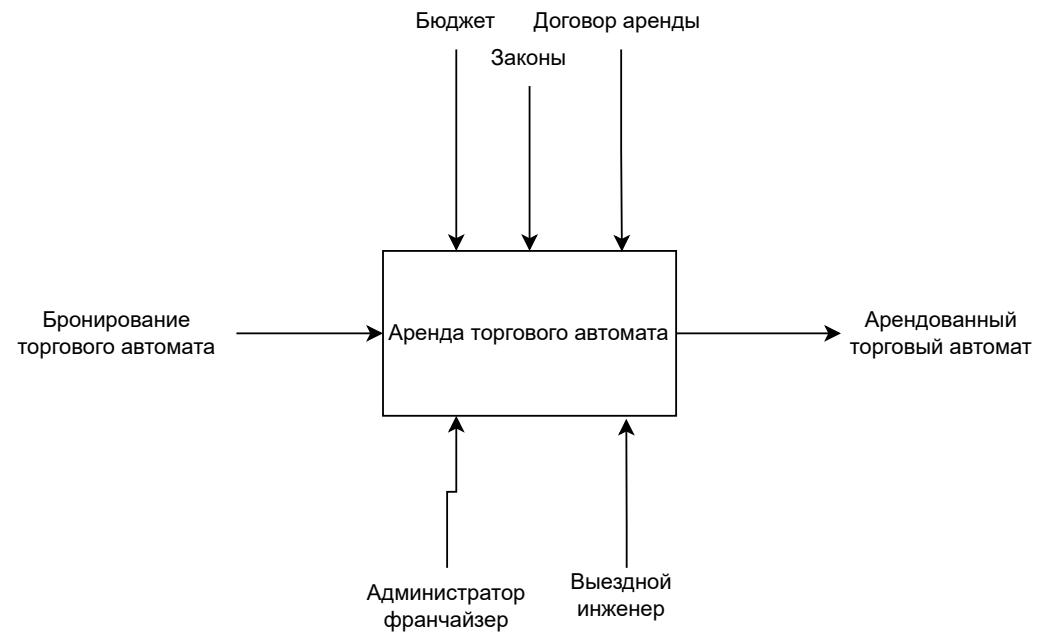 Бюджет
Договор аренды
Законы
Бронирование
торгового автомата
Аренда торгового автомата
Арендованный
торговый автомат
Администратор
франчайзер
Выездной
инженер